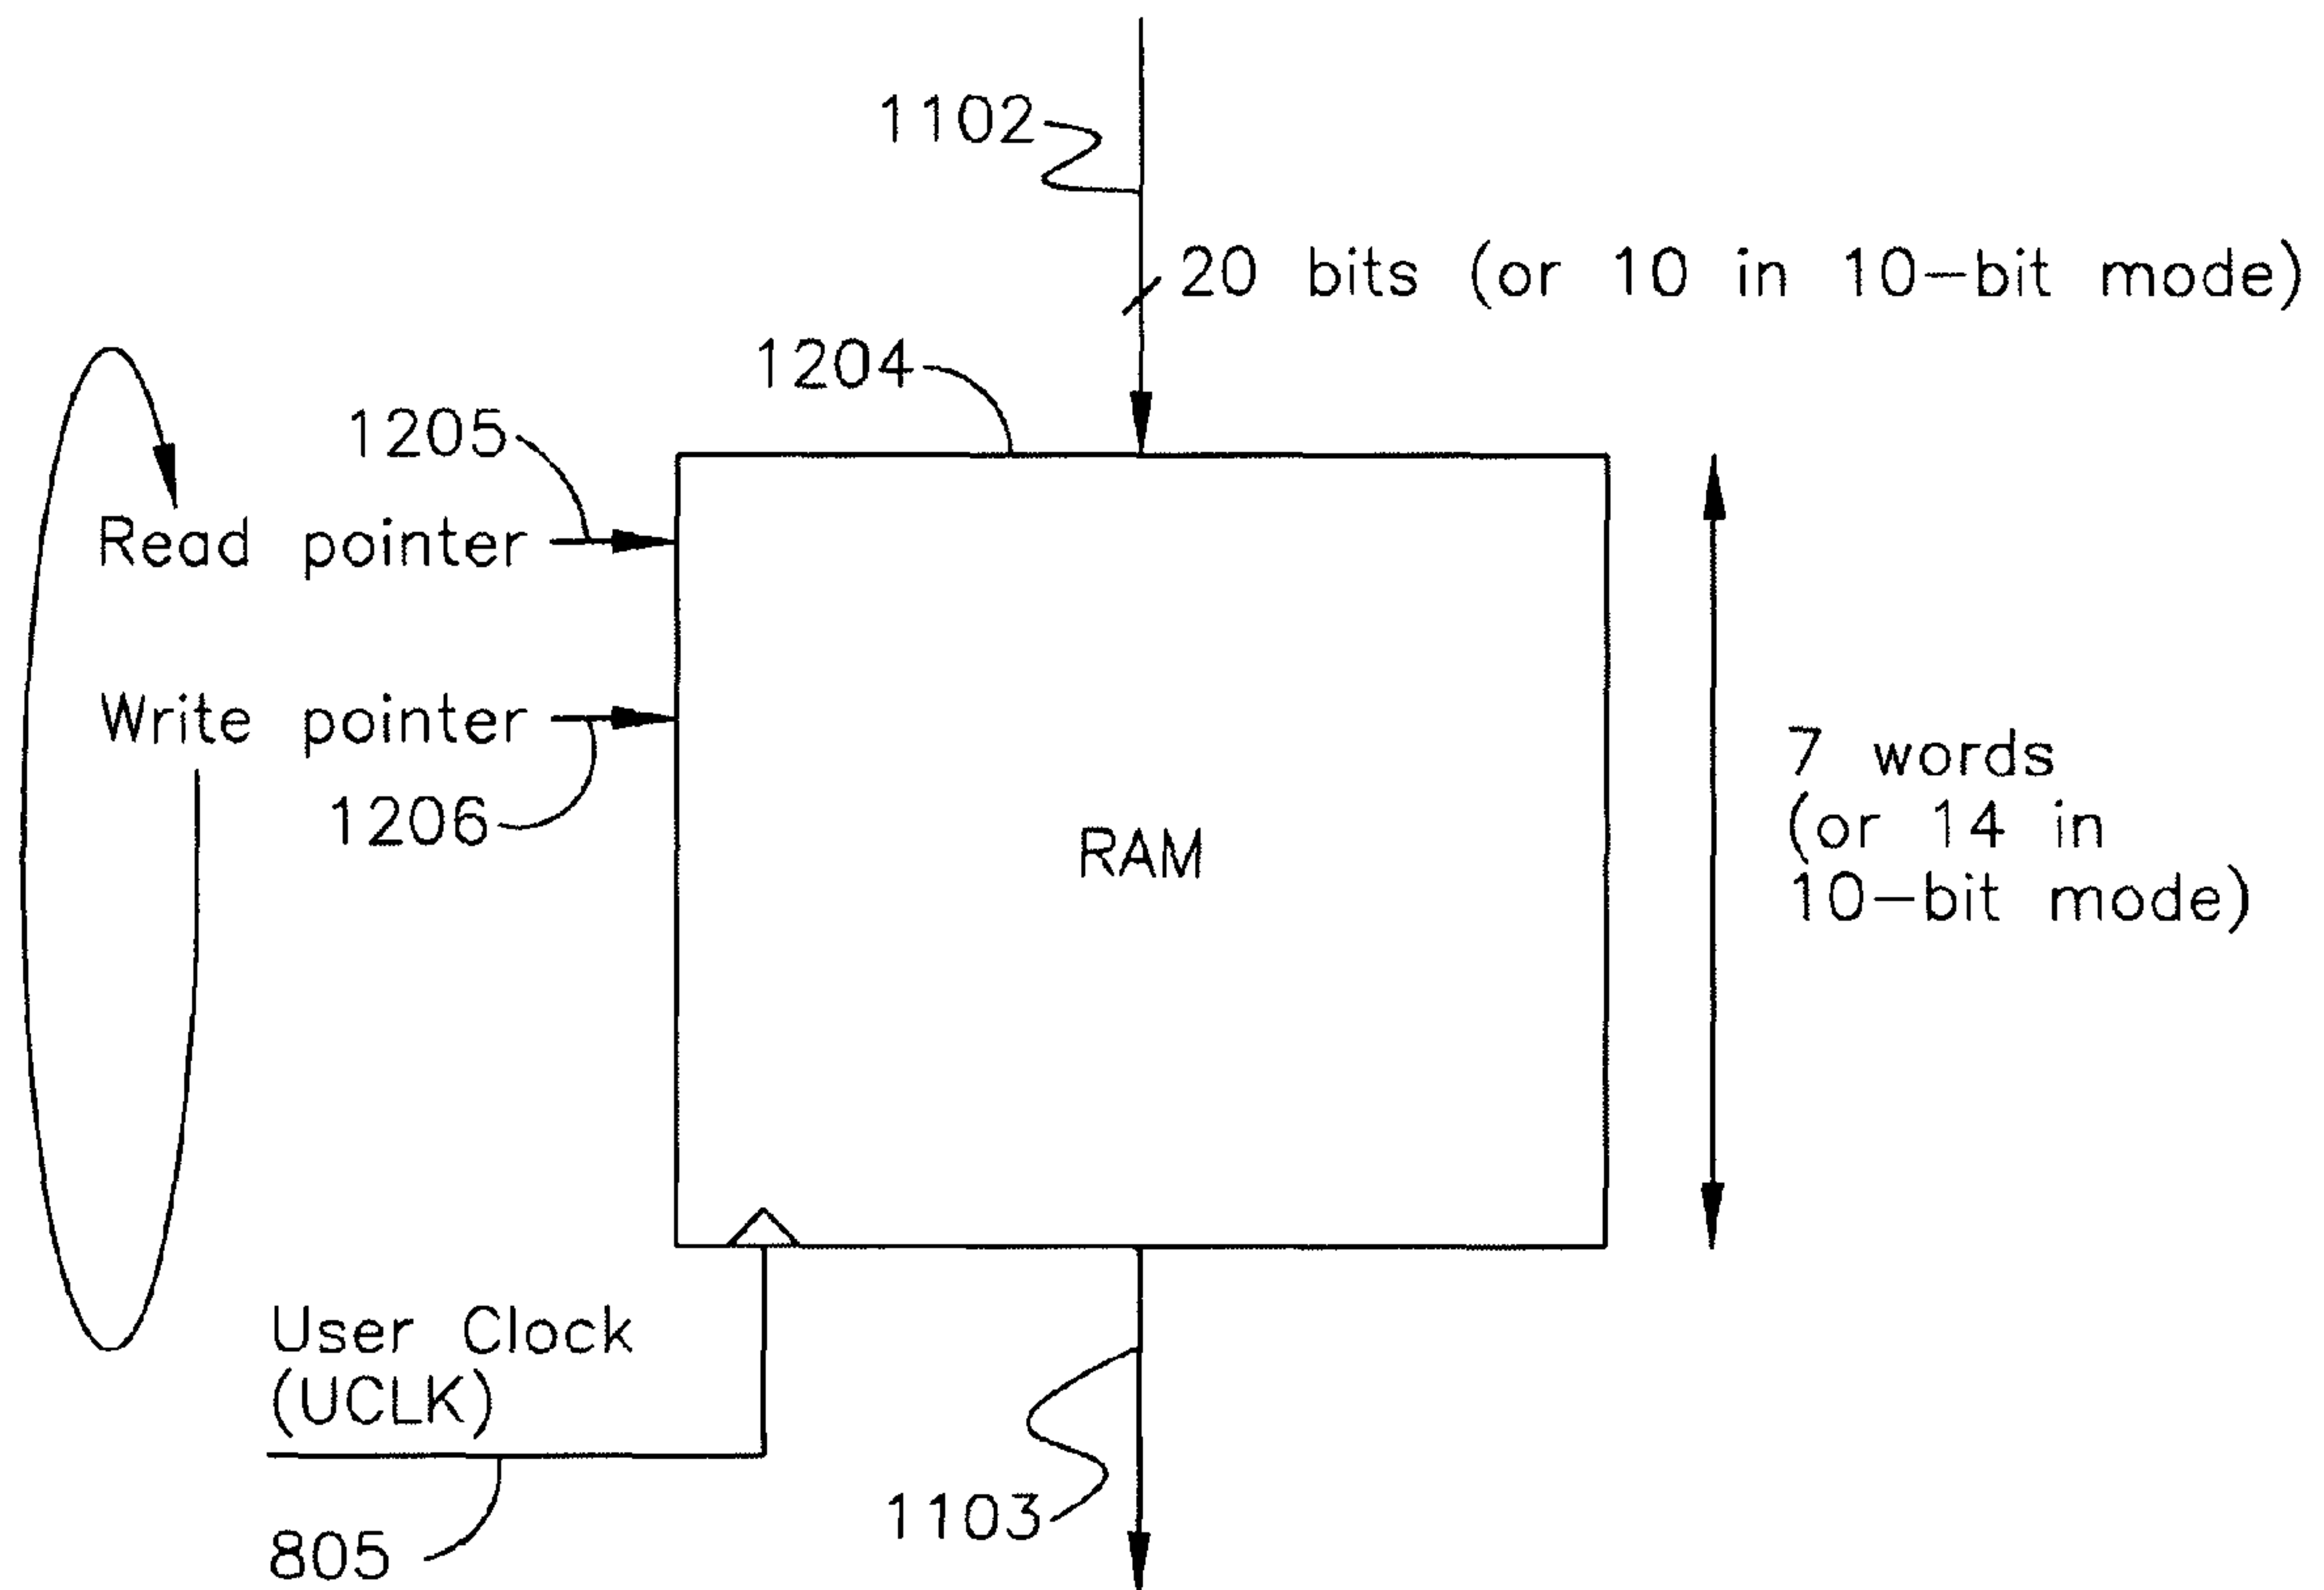 1102
20 bits (or 10 in 10-bit mode)
1204
1205
Read pointer
Write pointer
1206
7 words
(or 14 in
10-bit mode)
RAM
User Clock
(UCLK)
805
1103